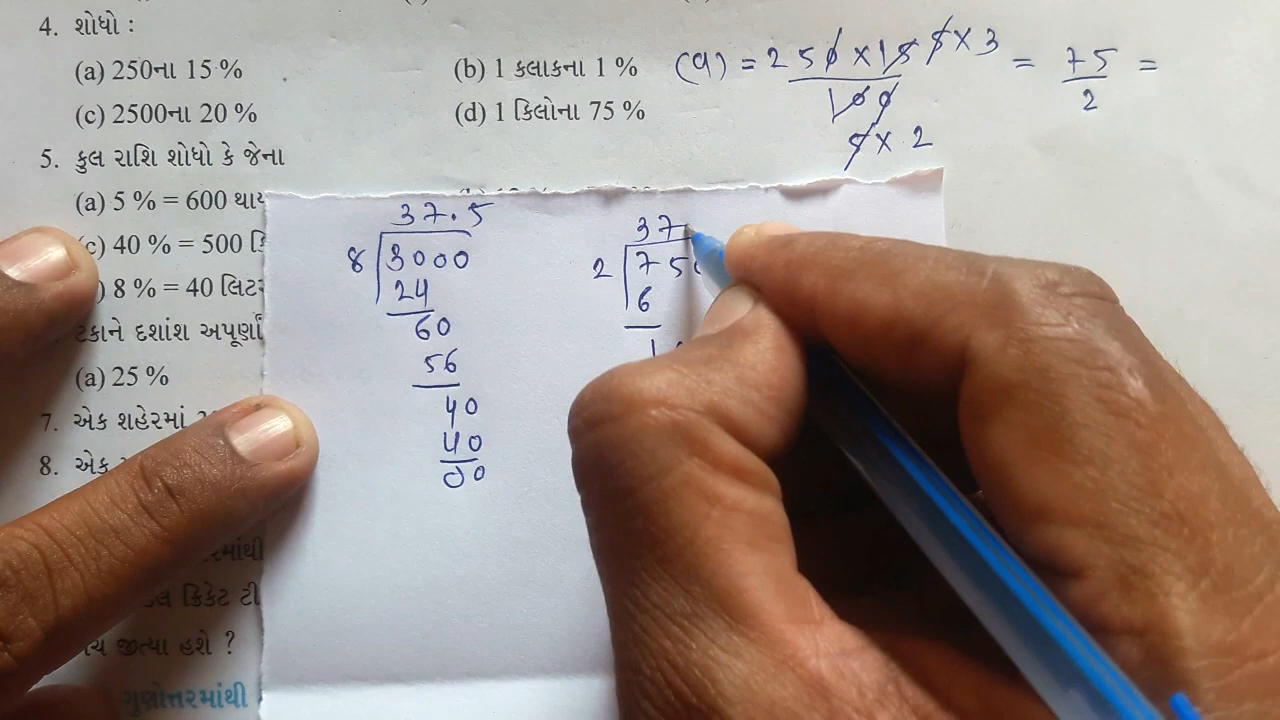 4. શોધો :
(a) 250ના 15 %
(b) 1 કલાકના 1 %
(c) 2500ના 20 %
(d) 1 કિલોના 75 %
(a) = 250 × 15 5 × 3 = 75 =
100 2
5 × 2
5. કુલ રાશિ શોધો કે જેના
(a) 5 % = 600 થાય
(c) 40 % = 500 કિ
) 8 % = 40 લિટર
ટકાને દશાંશ અપૂર્ણાં
(a) 25 %
7. એક શહેરમાં
8. એક
ક્રિકેટ ટી
જીત્યા હશે ?
ગુણોત્તરમાંથી
37.5
8 3000
24
60
56
40
40
00
37
2 75
6
1